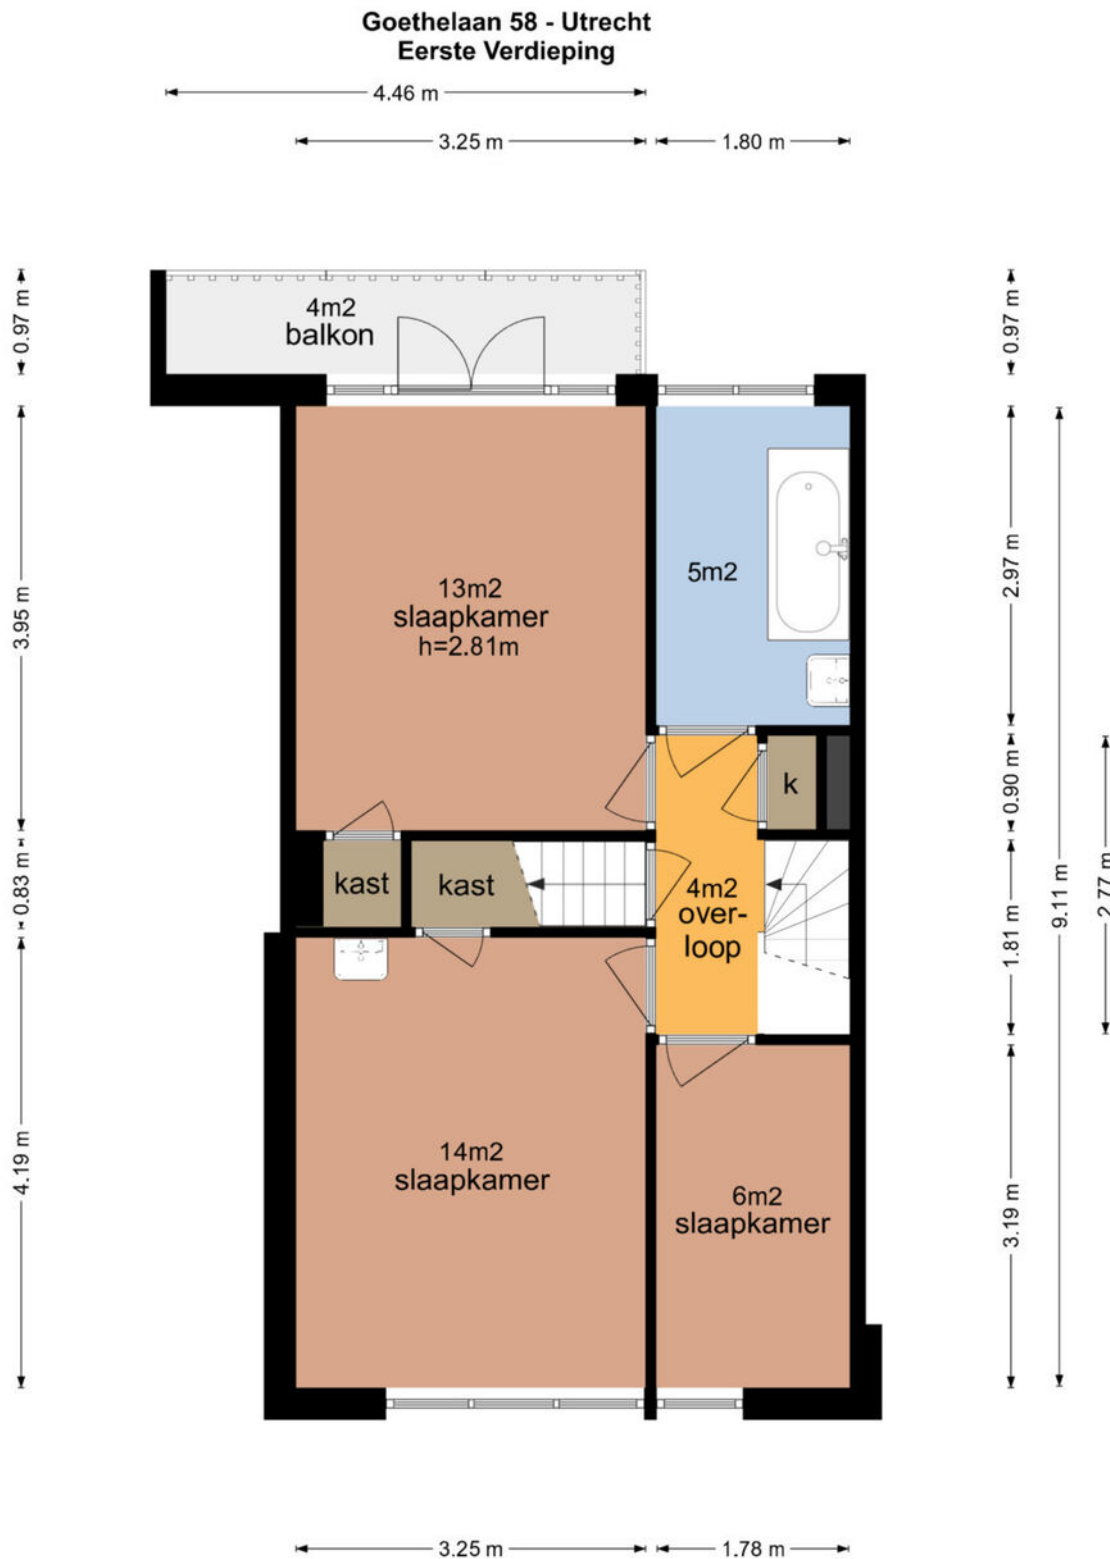 Goethelaan 58 - Utrecht
Eerste Verdieping
4.46 m
3.25 m
1.80 m
0.97 m
0.97 m
4m2
balkon
3.95 m
13m2
slaapkamer
h=2.81m
5m2
2.97 m
9.11 m
0.90 m
k
2.77 m
0.83 m
kast
kast
4m2
over-
loop
1.81 m
4.19 m
14m2
slaapkamer
6m2
slaapkamer
3.19 m
3.25 m
1.78 m